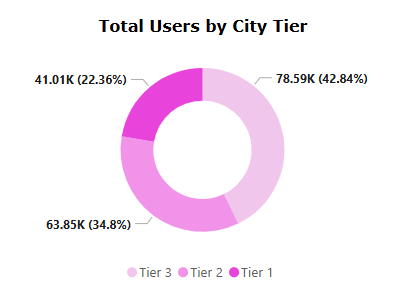 Total Users by City Tier
41.01K (22.36%)
78.59K (42.84%)
63.85K (34.8%)
Tier 3 Tier 2 Tier 1